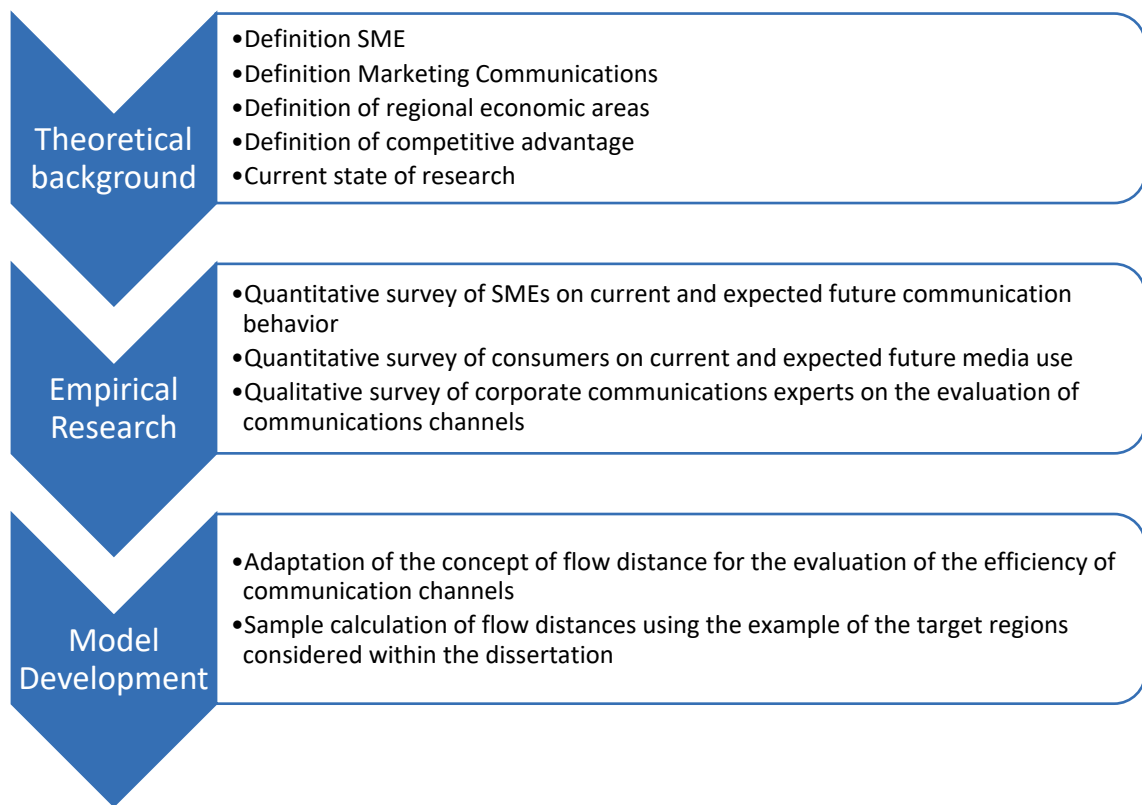 Theoretical
background
•Definition SME
•Definition Marketing Communications
•Definition of regional economic areas
•Definition of competitive advantage
•Current state of research
Empirical
Research
•Quantitative survey of SMEs on current and expected future communication
behavior
•Quantitative survey of consumers on current and expected future media use
•Qualitative survey of corporate communications experts on the evaluation of
communications channels
Model
Development
•Adaptation of the concept of flow distance for the evaluation of the efficiency of
communication channels
•Sample calculation of flow distances using the example of the target regions
considered within the dissertation